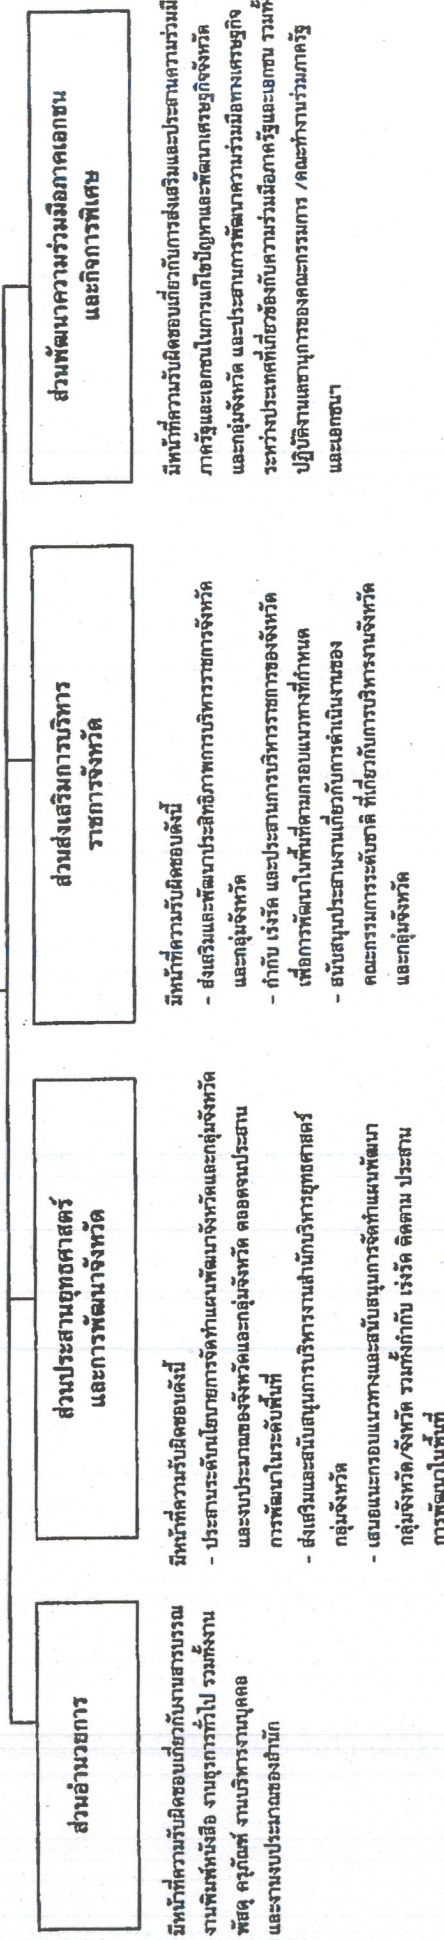 ส่วนอำนวยการ
มีหน้าที่ความรับผิดชอบเกี่ยวกับงานสารบรรณ
งานพิมพ์หนังสือ งานธุรการทั่วไป รวมทั้งงาน
พัสดุ ครุภัณฑ์ งานบริหารงานบุคคล
และงานงบประมาณของสำนัก
ส่วนประสานยุทธศาสตร์
และการพัฒนาจังหวัด
มีหน้าที่ความรับผิดชอบดังนี้
- ประสานระดับนโยบายการจัดทำแผนพัฒนาจังหวัดและกลุ่มจังหวัด
และงบประมาณของจังหวัดและกลุ่มจังหวัด ตลอดจนประสาน
การพัฒนาในระดับพื้นที่
- ส่งเสริมและสนับสนุนการบริหารงานสำนักบริหารยุทธศาสตร์
กลุ่มจังหวัด
- เสนอแนะกรอบแนวทางและสนับสนุนการจัดทำแผนพัฒนา
กลุ่มจังหวัด/จังหวัด รวมทั้งกำกับ เร่งรัด ติดตาม ประสาน
การพัฒนาในพื้นที่
ส่วนส่งเสริมการบริหาร
ราชการจังหวัด
มีหน้าที่ความรับผิดชอบดังนี้
- ส่งเสริมและพัฒนาประสิทธิภาพการบริหารราชการจังหวัด
และกลุ่มจังหวัด
- กำกับ เร่งรัด และประสานการบริหารราชการของจังหวัด
เพื่อการพัฒนาในพื้นที่ตามกรอบแนวทางที่กำหนด
- สนับสนุนประสานงานเกี่ยวกับการดำเนินงานของ
คณะกรรมการระดับชาติ ที่เกี่ยวกับการบริหารงานจังหวัด
และกลุ่มจังหวัด
ส่วนพัฒนาความร่วมมือภาคเอกชน
และกิจการพิเศษ
มีหน้าที่ความรับผิดชอบเกี่ยวกับการส่งเสริมและประสานความร่วมมื
ภาครัฐและเอกชนในการแก้ไขปัญหาและพัฒนาเศรษฐกิจจังหวัด
และกลุ่มจังหวัด และประสานการพัฒนาความร่วมมือทางเศรษฐกิจ
ระหว่างประเทศที่เกี่ยวข้องกับความร่วมมือภาครัฐและเอกชน รวมทั้
ปฏิบัติงานเลขานุการของคณะกรรมการ /คณะทำงานร่วมภาครัฐ
และเอกชนฯ